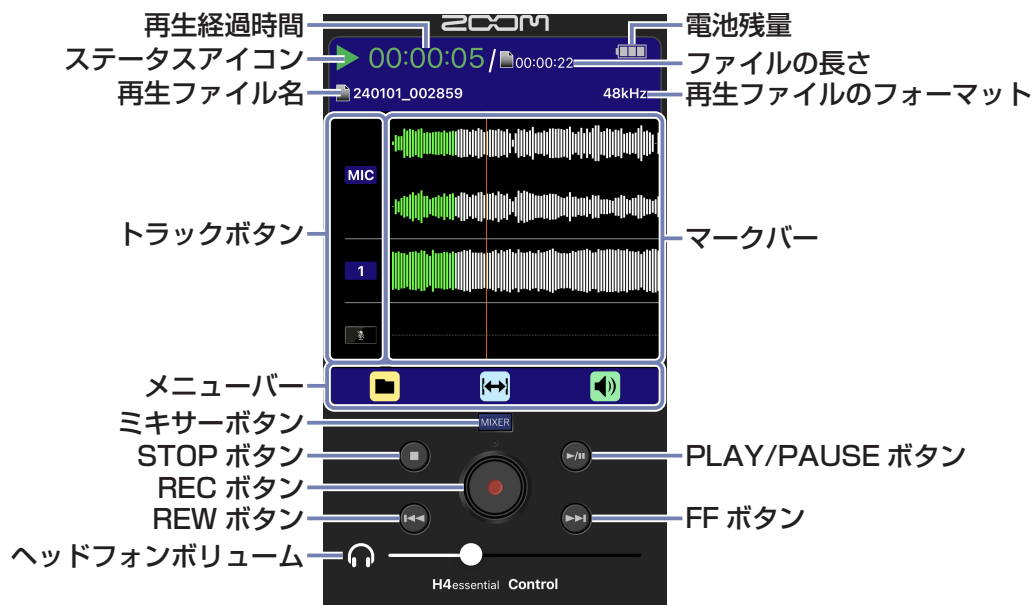 再生経過時間
ZOOM
電池残量
ステータスアイコン
00:00:05/00:00:22
ファイルの長さ
再生ファイル名
240101_002859
48kHz
再生ファイルのフォーマット
MIC
トラックボタン
マークバー
1
メニューバー
ミキサーボタン
MIXER
STOP ボタン
PLAY/PAUSE ボタン
REC ボタン
REW ボタン
FF ボタン
ヘッドフォンボリューム
H4essential Control